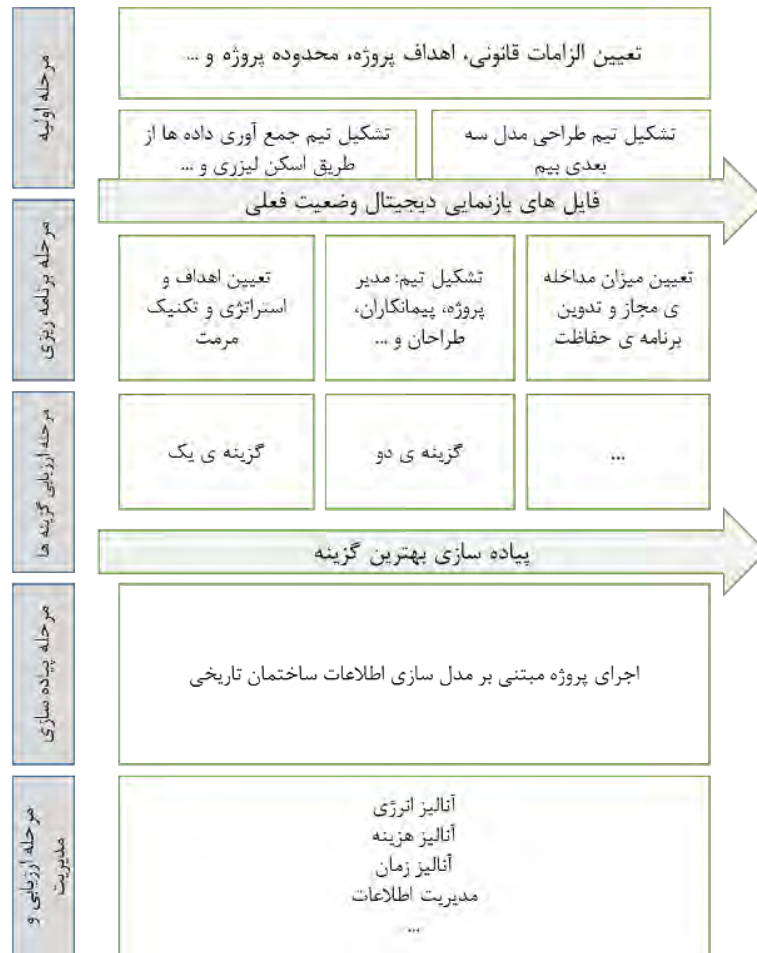 مرحله اولیه
تعیین الزامات قانونی، اهداف پروژه، محدوده پروژه و ...
تشکیل تیم طراحی مدل سه
بعدی بیم
تشکیل تیم جمع آوری داده ها از
طریق اسکن لیزری و ...
فایل های بازنمایی دیجیتال وضعیت فعلی
مرحله برنامه ریزی
تعیین میزان مداخله
ی مجاز و تدوین
برنامه ی حفاظت
تشکیل تیم: مدیر
پروژه، پیمانکاران،
طراحان و ...
تعیین اهداف و
استراتژی و تکنیک
مرمت
مرحله ارزیابی گزینه ها
...
گزینه ی دو
گزینه ی یک
پیاده سازی بهترین گزینه
مرحله پیاده سازی
اجرای پروژه مبتنی بر مدل سازی اطلاعات ساختمان تاریخی
مرحله ارزیابی و
مدیریت
آنالیز انرژی
آنالیز هزینه
آنالیز زمان
مدیریت اطلاعات
...